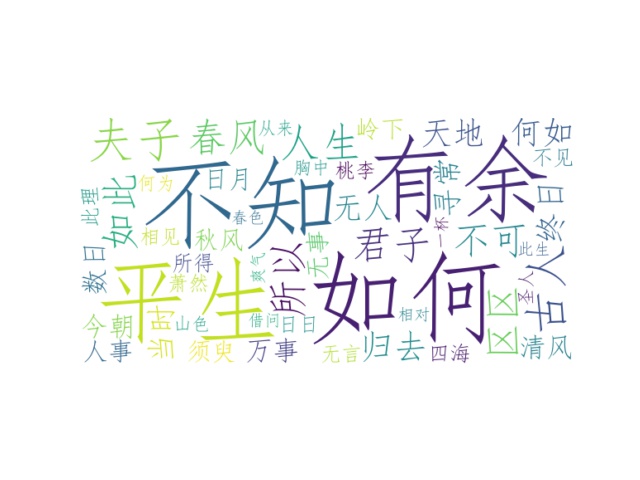 夫子
春风
从来
人生
岭下
天地
何如
不知
有余
胸中
桃李
寻常
不见
此理
如此
何为
日月
春色
无人
终日
数日
相见
秋风
所得
萧然
爽气
所以
无事
君子
一杯
不可
此生
古人
圣人
平生
如何
区区
今朝
当时
山色
借问
日日
相对
人事
须臾
万事
无言
归去
四海
清风